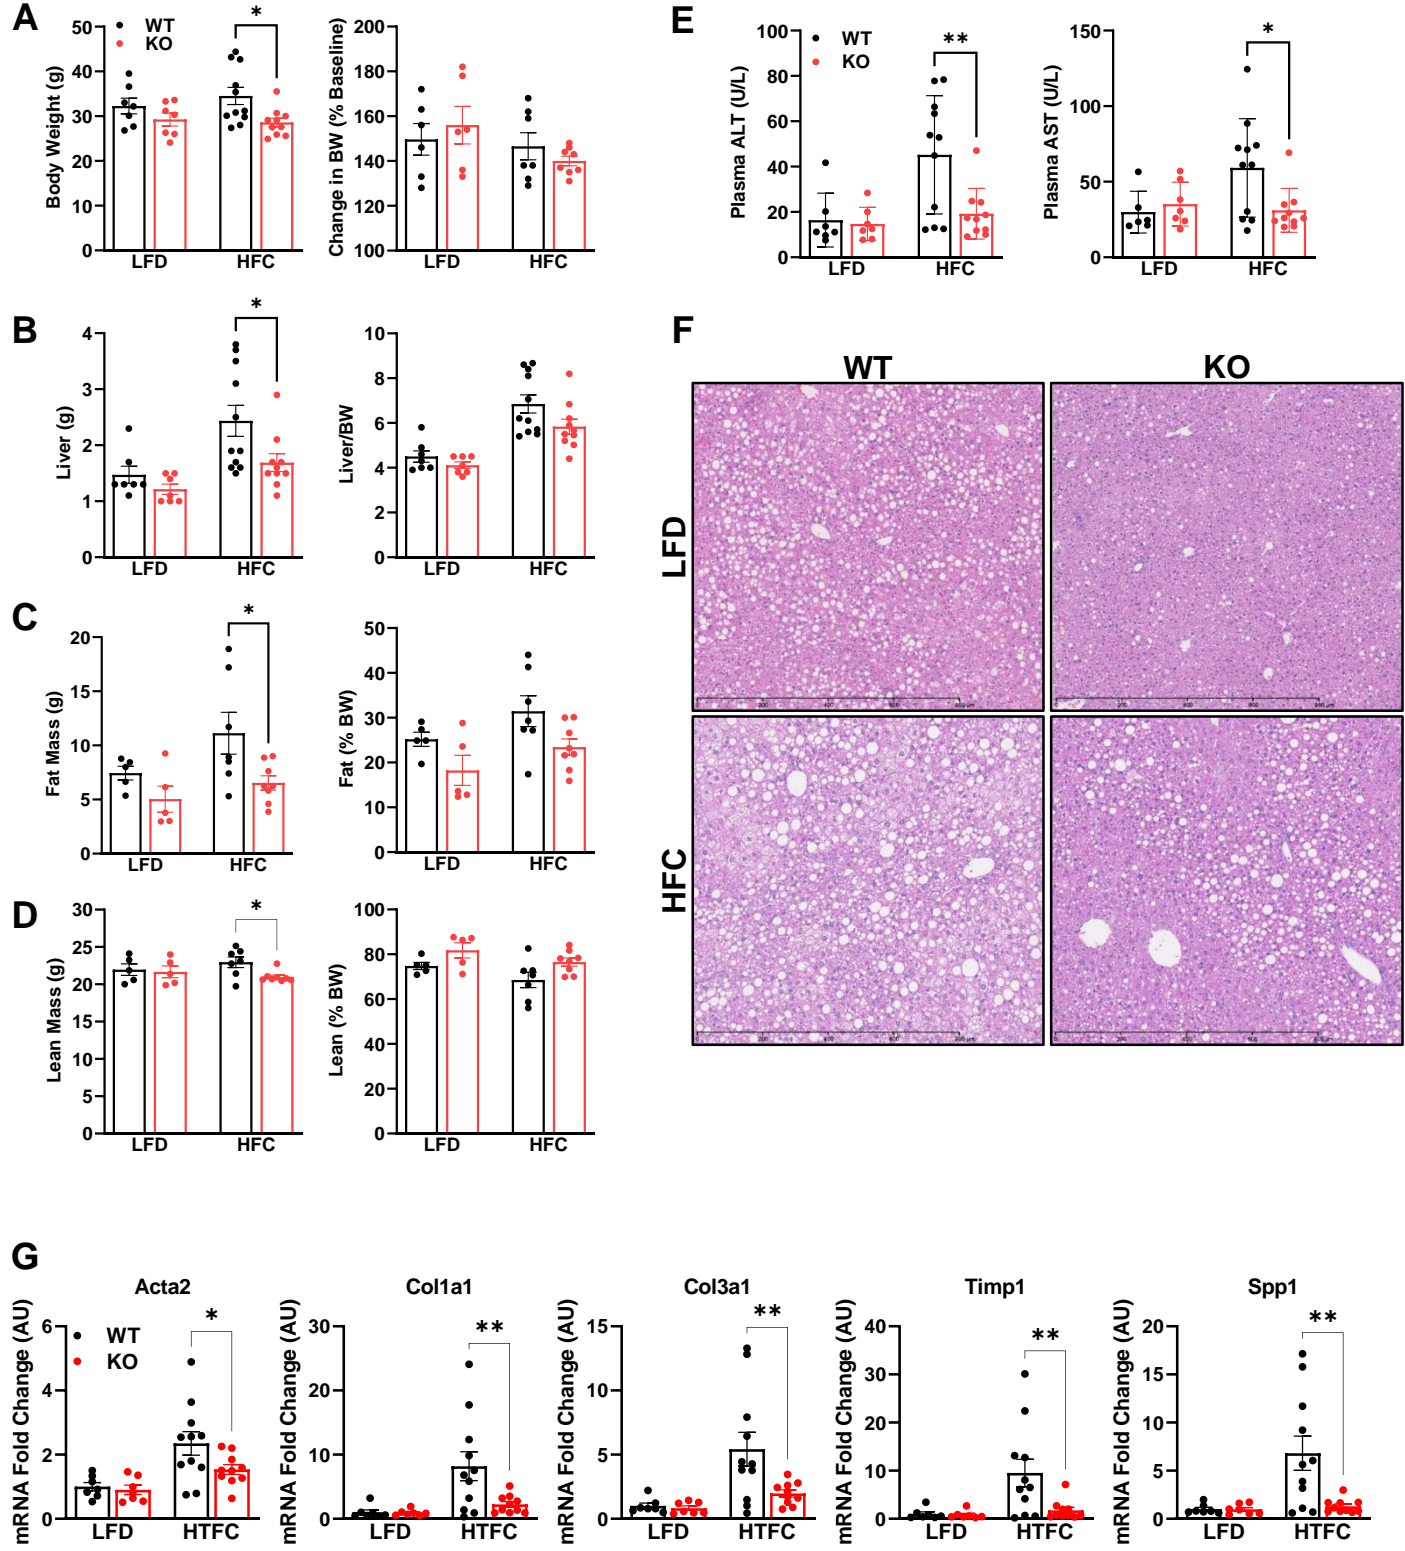 A
WT
KO
*
Body Weight (g)
50
40
30
20
10
0
LFD
HFC
Change in BW (% Baseline)
200
180
160
140
120
100
LFD
HFC
B
*
Liver (g)
4
3
2
1
0
LFD
HFC
Liver/BW
10
8
6
4
2
0
LFD
HFC
C
*
Fat Mass (g)
20
15
10
5
0
LFD
HFC
Fat (% BW)
50
40
30
20
10
0
LFD
HFC
D
*
Lean Mass (g)
30
25
20
15
10
5
0
LFD
HFC
Lean (% BW)
100
80
60
40
20
0
LFD
HFC
E
WT
KO
**
Plasma ALT (U/L)
100
80
60
40
20
0
LFD
HFC
*
Plasma AST (U/L)
150
100
50
0
LFD
HFC
F
WT
KO
LFD
HFC
G
Acta2
WT
KO
*
mRNA Fold Change (AU)
6
4
2
0
LFD
HTFC
Col1a1
**
mRNA Fold Change (AU)
30
20
10
0
LFD
HTFC
Col3a1
**
mRNA Fold Change (AU)
15
10
5
0
LFD
HTFC
Timp1
**
mRNA Fold Change (AU)
40
30
20
10
0
LFD
HTFC
Spp1
**
mRNA Fold Change (AU)
20
15
10
5
0
LFD
HTFC